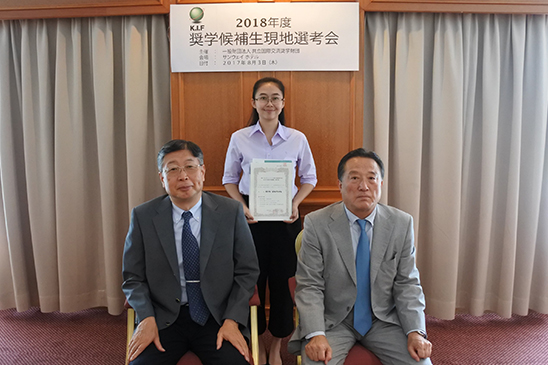 K.I.F
2018年度
奨学候補生現地選考会
主催 : 一般財団法人 共立国際交流奨学財団
会場 : サンウェイ ホテル
日付 : 2017年8月3日(木)